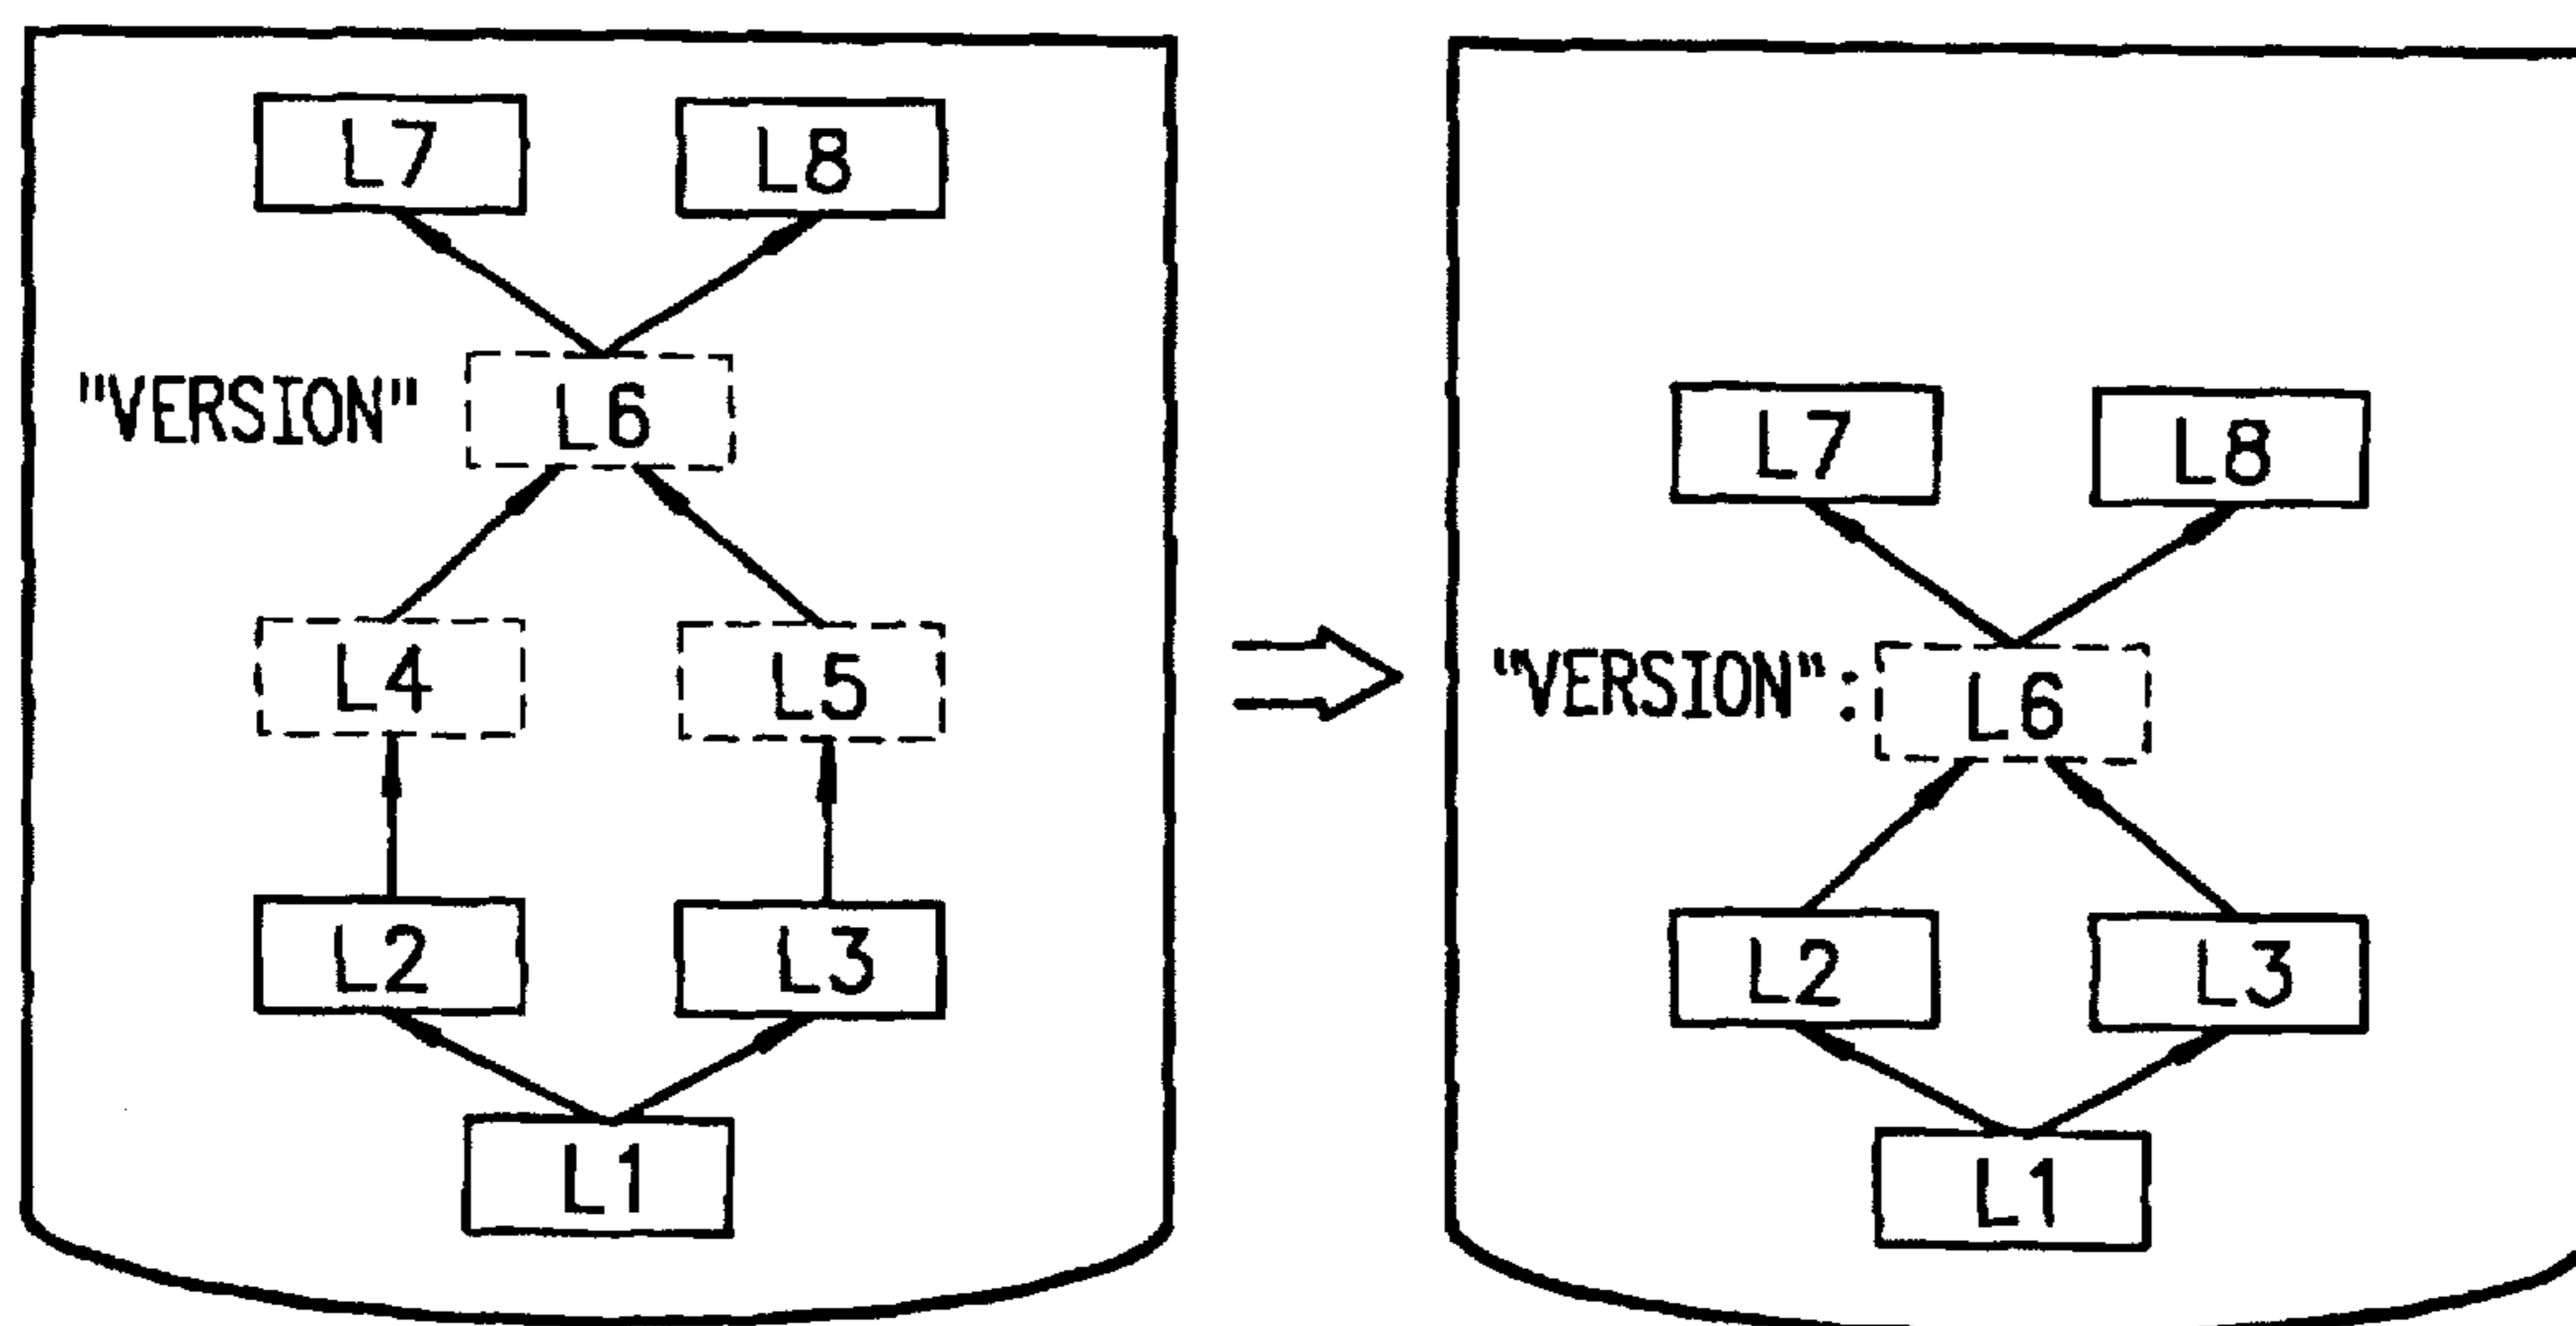 L7 L8
"VERSION" L6
L4 L5
L2 L3
L1
L7 L8
"VERSION": L6
L2 L3
L1